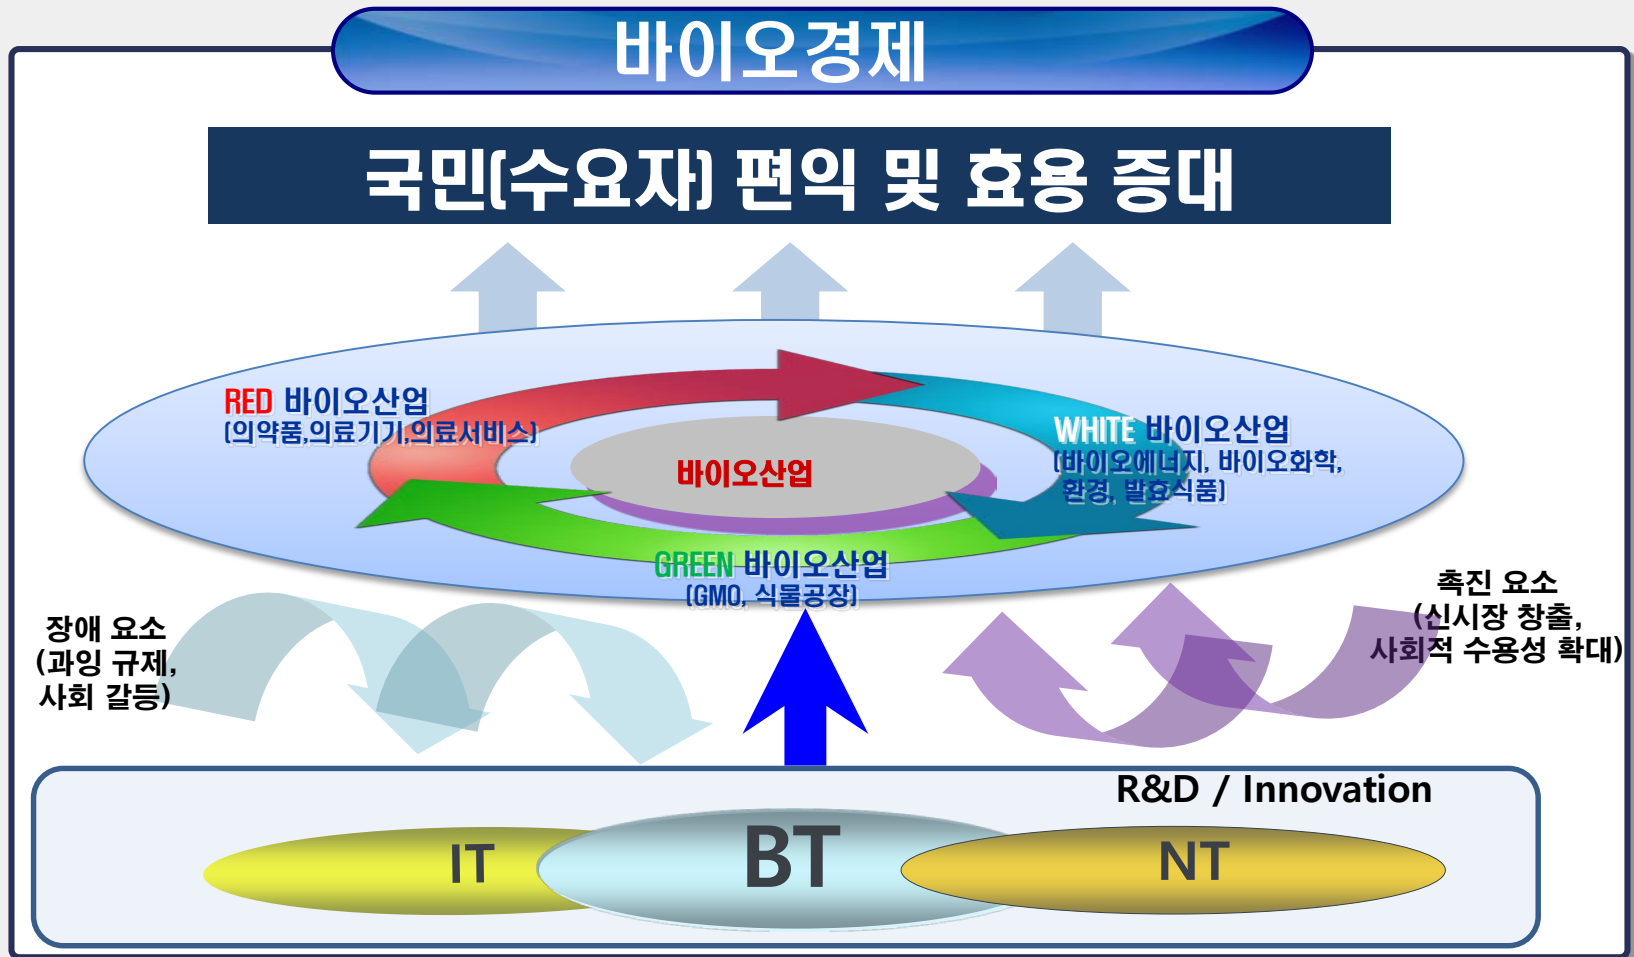 바이오경제
국민(수요자) 편익 및 효용 증대
RED 바이오산업
(의약품,의료기기,의료서비스)
WHITE 바이오산업
(바이오에너지, 바이오화학,
환경, 발효식품)
바이오산업
GREEN 바이오산업
(GMO, 식물공장)
장애 요소
(과잉 규제,
사회 갈등)
촉진 요소
(신시장 창출,
사회적 수용성 확대)
R&D / Innovation
IT
BT
NT